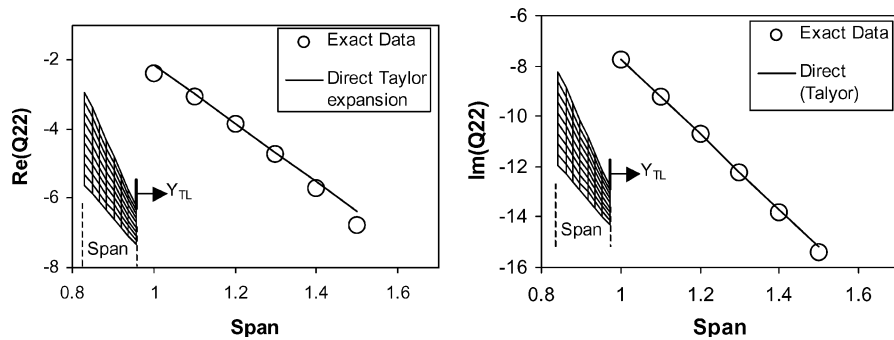 Exact Data
Direct Taylor
expansion
-2
-4
-6
-8
Re(Q22)
Y_TL
Span
0.8
1
1.2
1.4
1.6
Span
Exact Data
Direct
(Talyor)
-6
-8
-10
-12
-14
-16
Im(Q22)
Y_TL
Span
0.8
1
1.2
1.4
1.6
Span